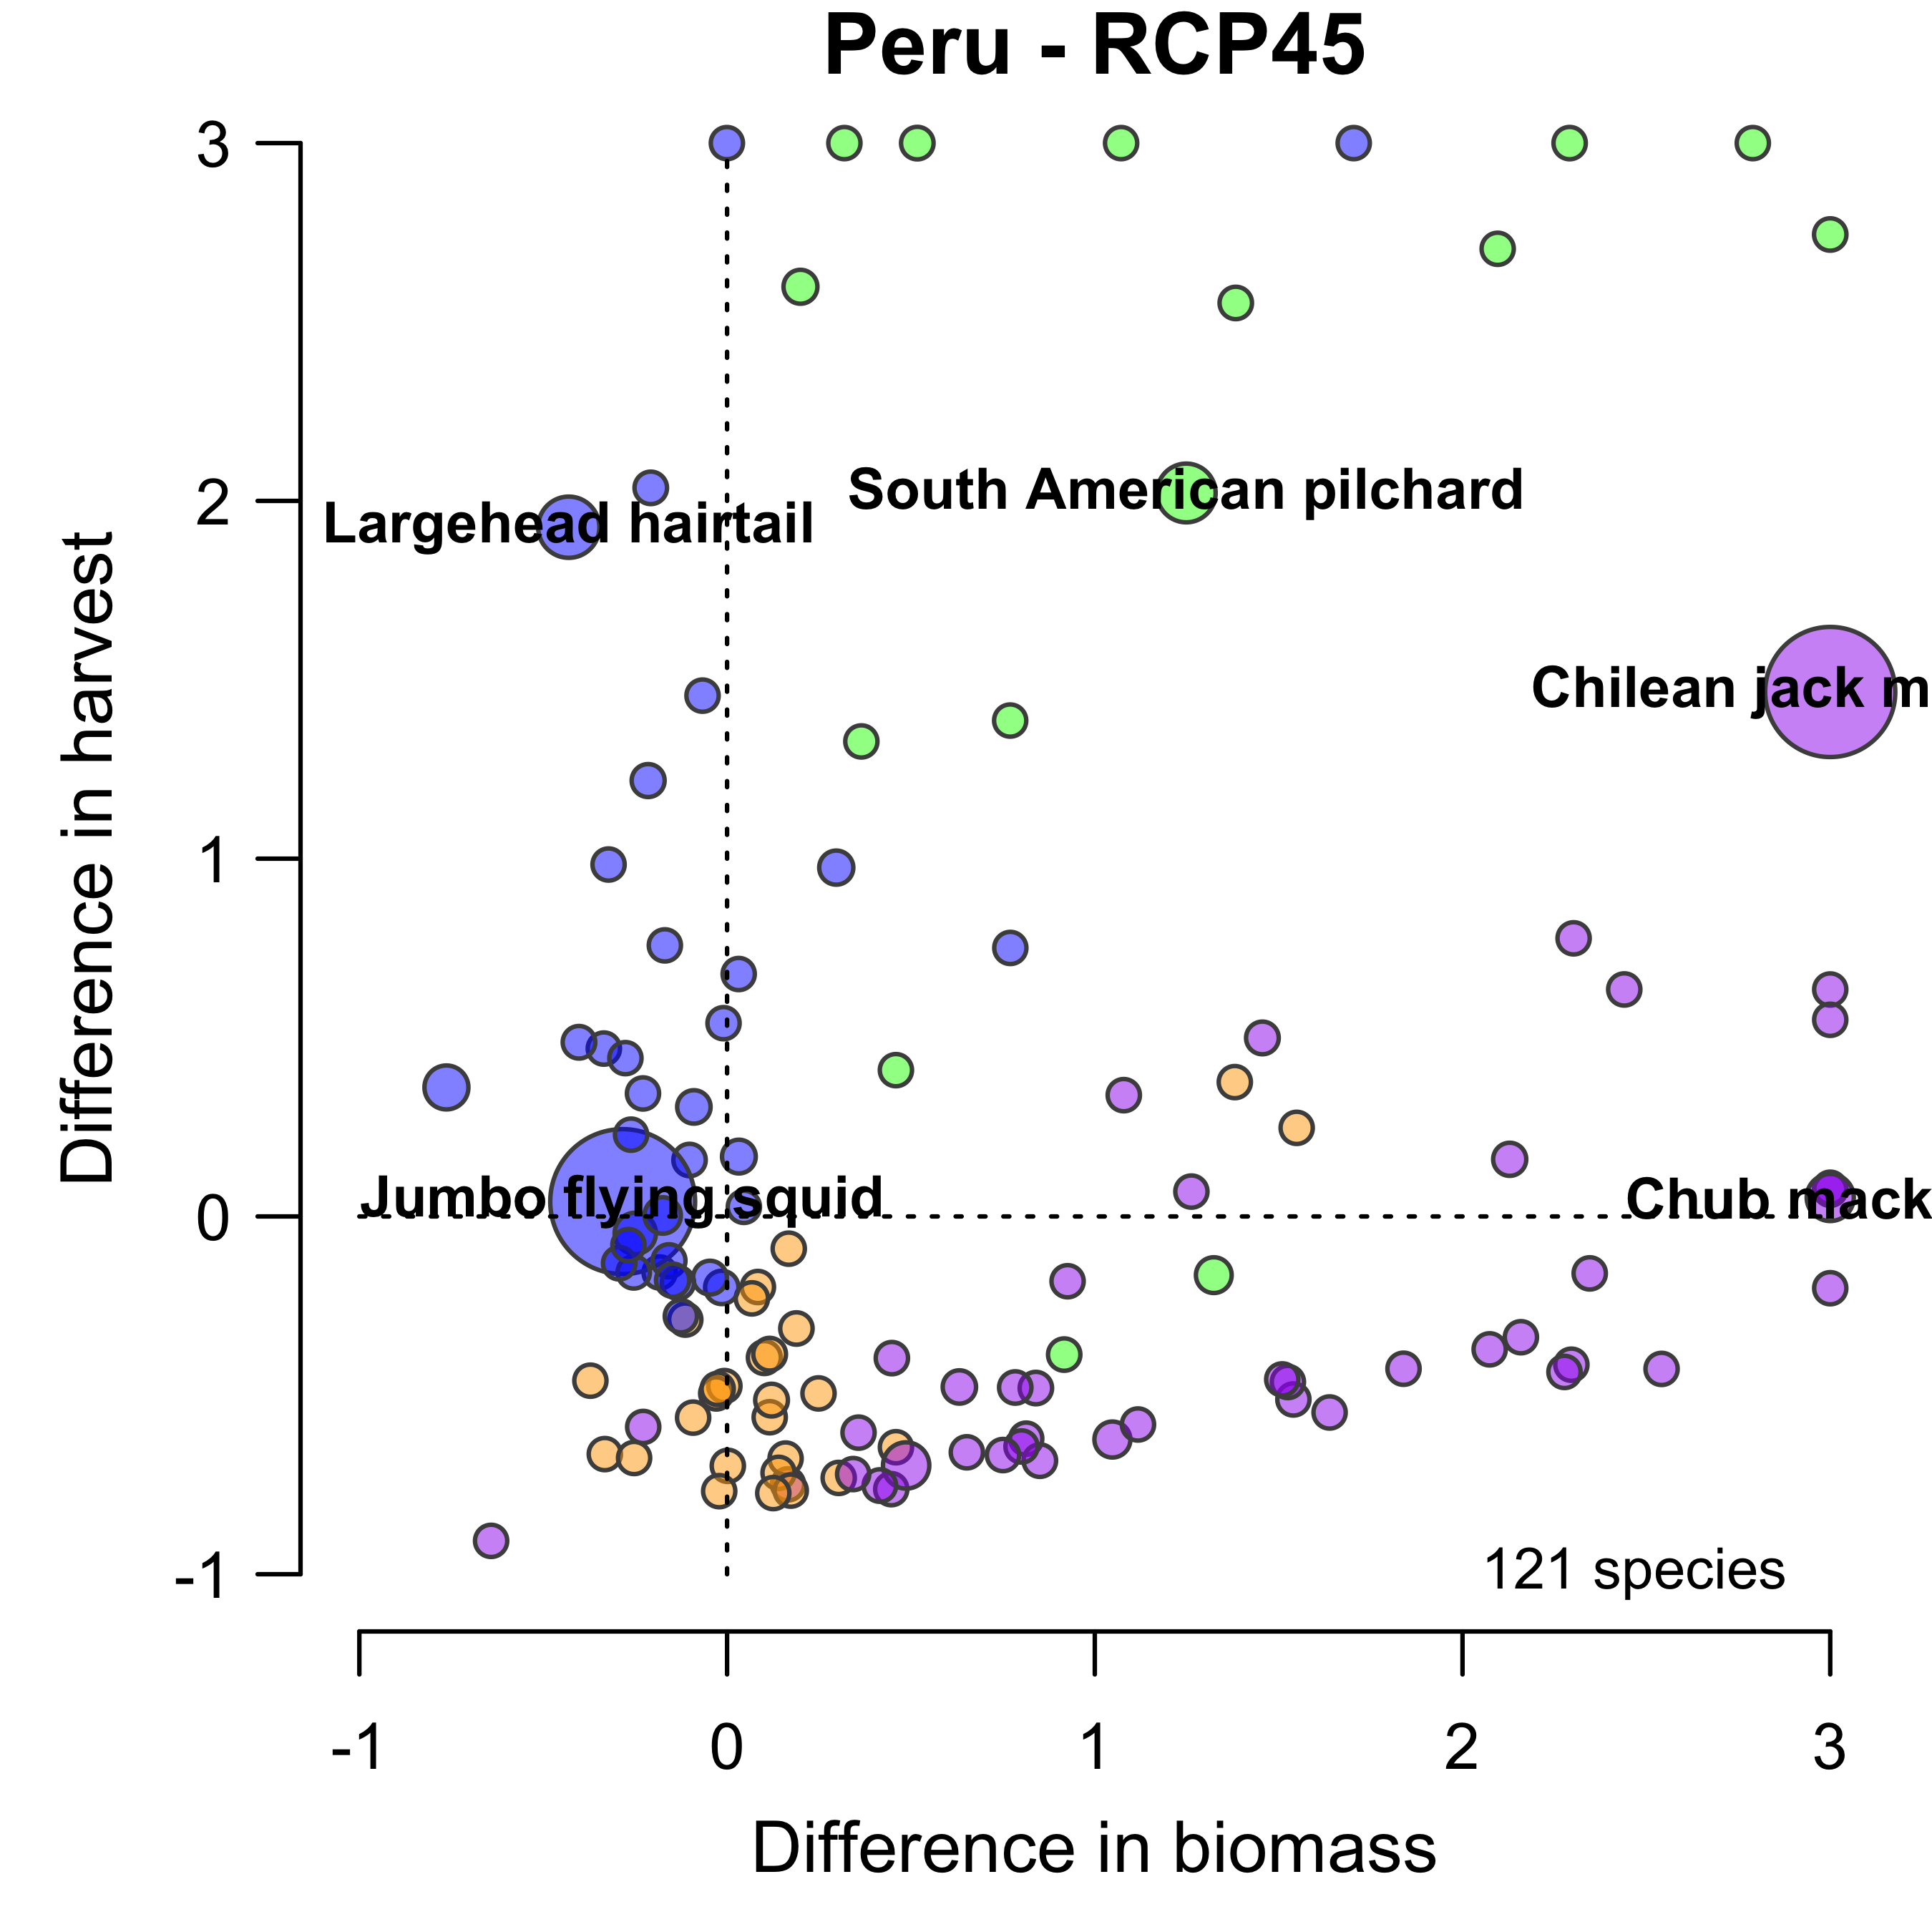 Peru - RCP45
3
2
1
0
-1
Difference in harvest
South American pilchard
Largehead hairtail
Chilean jack m
Jumbo flying squid
Chub mack
121 species
-1 0 1 2 3
Difference in biomass